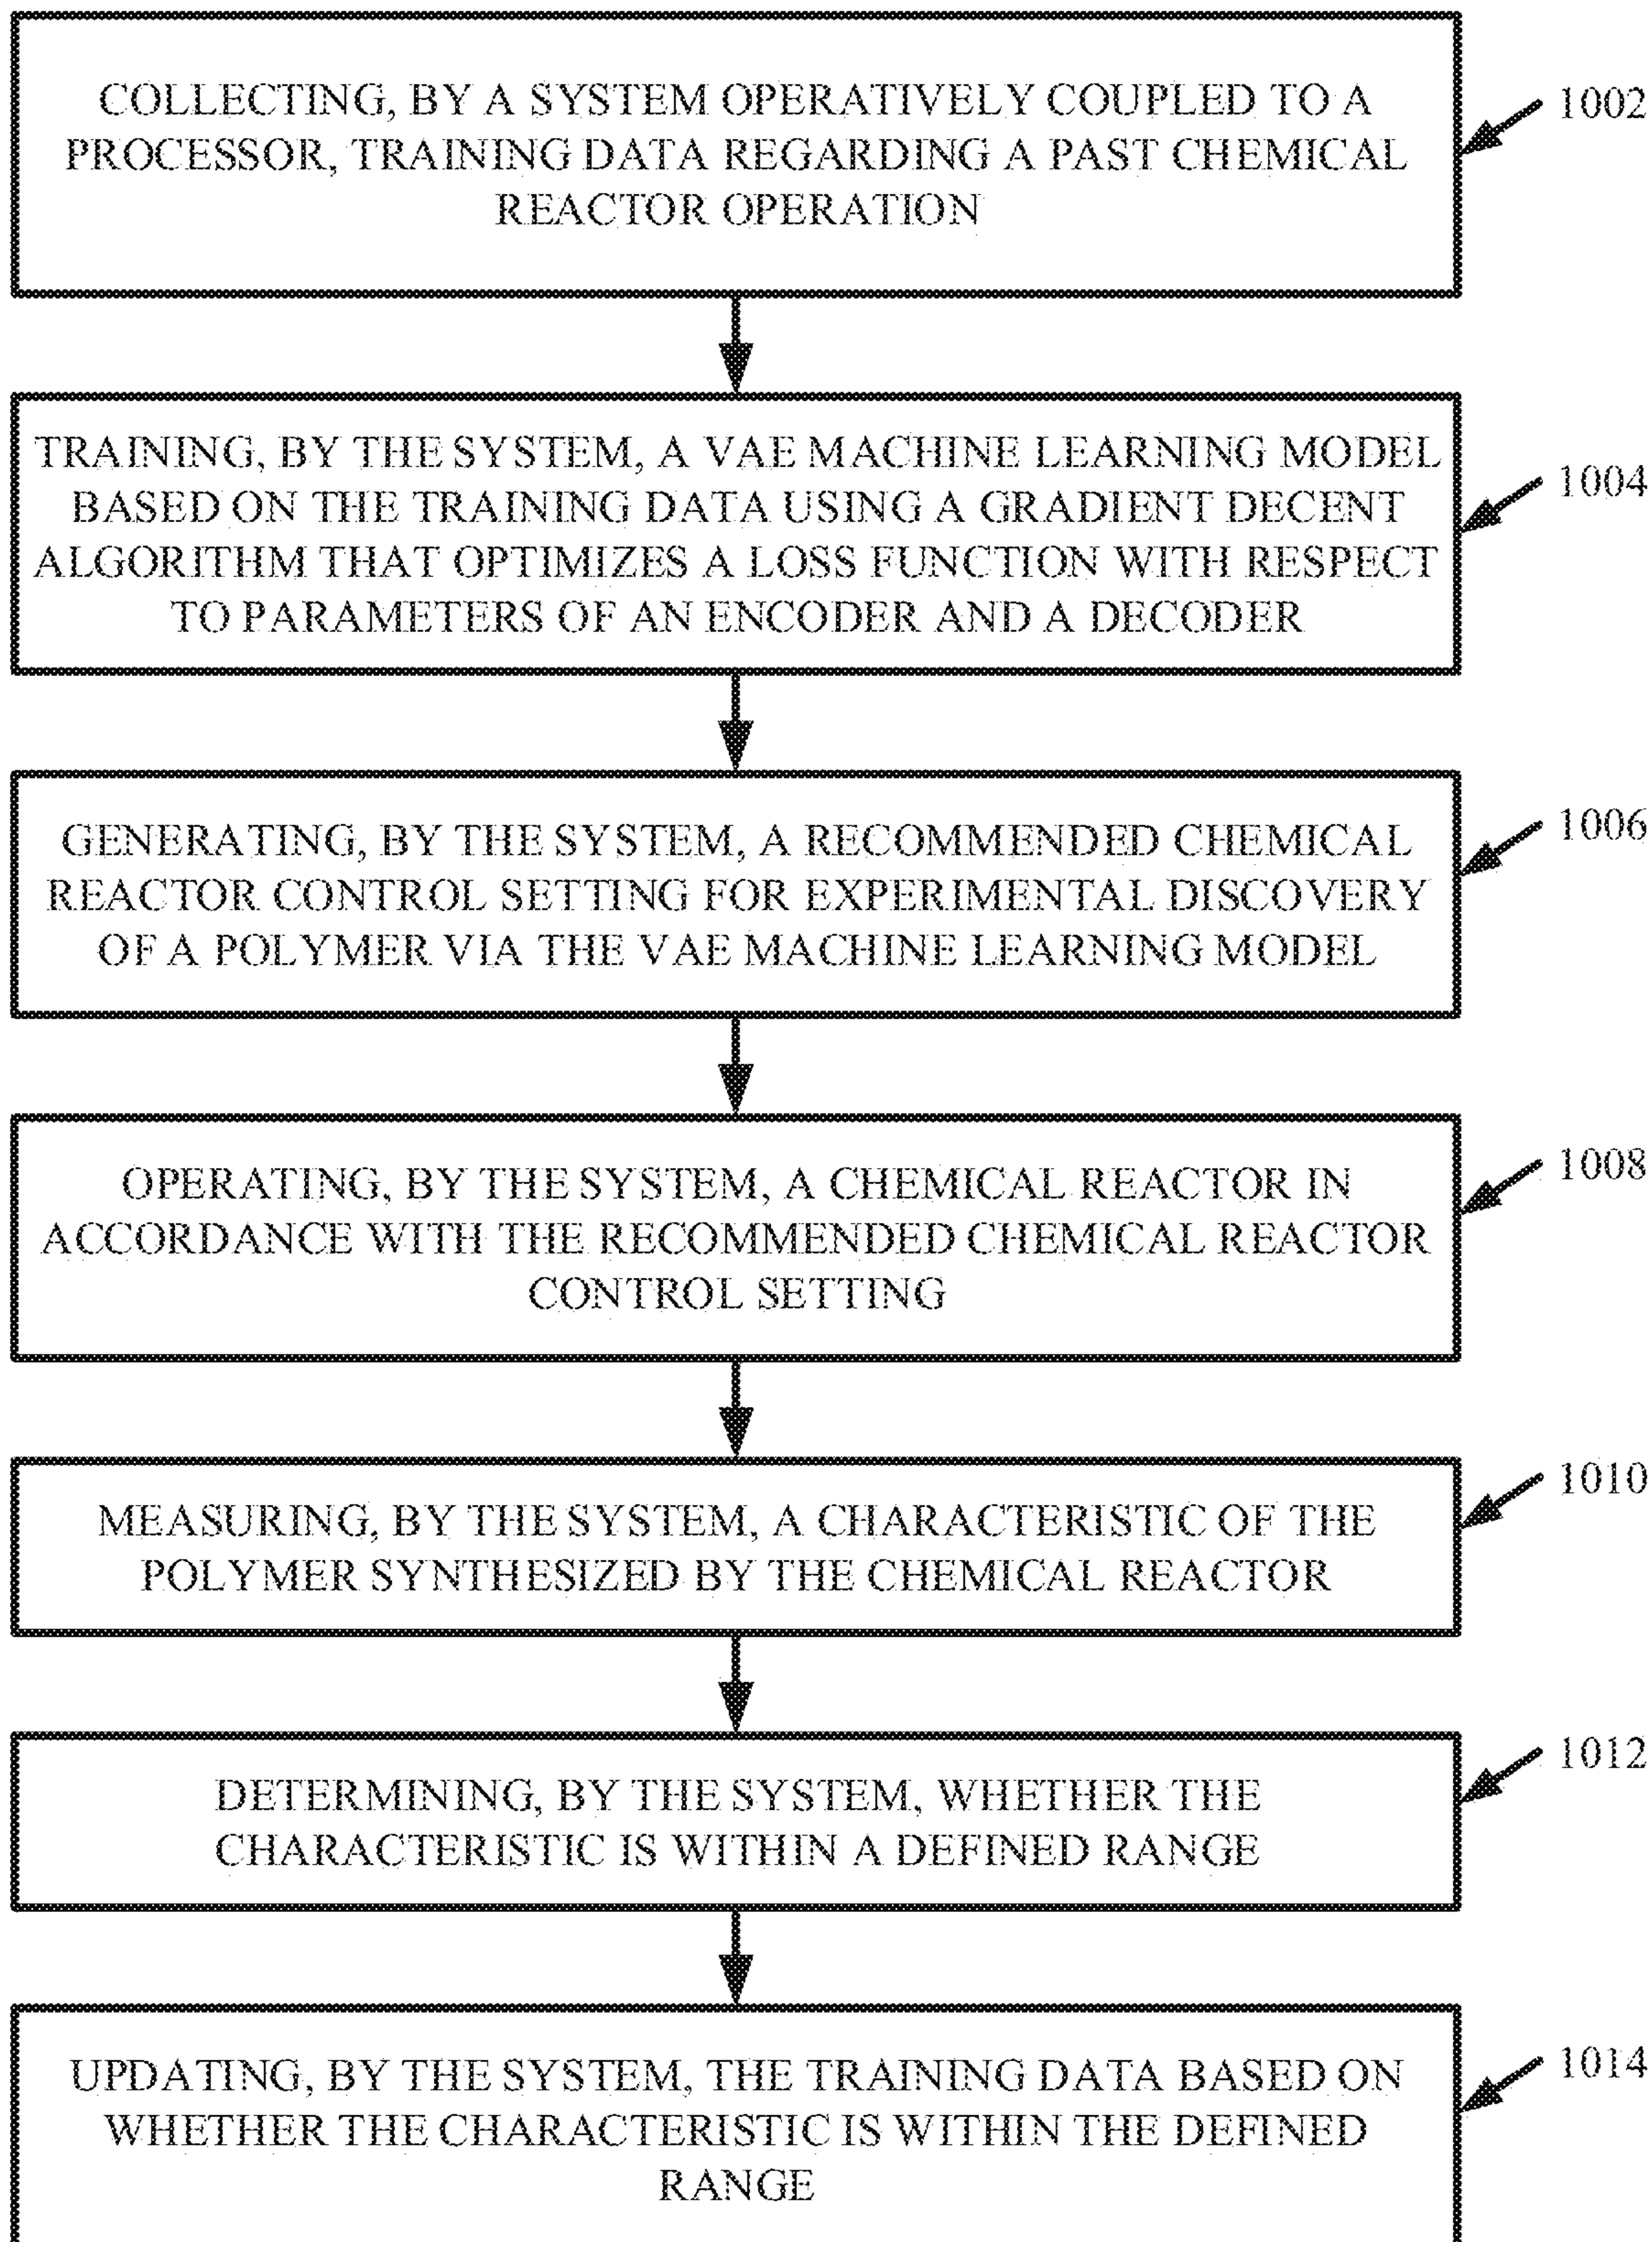 COLLECTING, BY A SYSTEM OPERATIVELY COUPLED TO A
PROCESSOR, TRAINING DATA REGARDING A PAST CHEMICAL
REACTOR OPERATION
1002
TRAINING, BY THE SYSTEM, A VAE MACHINE LEARNING MODEL
BASED ON THE TRAINING DATA USING A GRADIENT DECENT
ALGORITHM THAT OPTIMIZES A LOSS FUNCTION WITH RESPECT
TO PARAMETERS OF AN ENCODER AND A DECODER
1004
GENERATING, BY THE SYSTEM, A RECOMMENDED CHEMICAL
REACTOR CONTROL SETTING FOR EXPERIMENTAL DISCOVERY
OF A POLYMER VIA THE VAE MACHINE LEARNING MODEL
1006
OPERATING, BY THE SYSTEM, A CHEMICAL REACTOR IN
ACCORDANCE WITH THE RECOMMENDED CHEMICAL REACTOR
CONTROL SETTING
1008
MEASURING, BY THE SYSTEM, A CHARACTERISTIC OF THE
POLYMER SYNTHESIZED BY THE CHEMICAL REACTOR
1010
DETERMINING, BY THE SYSTEM, WHETHER THE
CHARACTERISTIC IS WITHIN A DEFINED RANGE
1012
UPDATING, BY THE SYSTEM, THE TRAINING DATA BASED ON
WHETHER THE CHARACTERISTIC IS WITHIN THE DEFINED
RANGE
1014